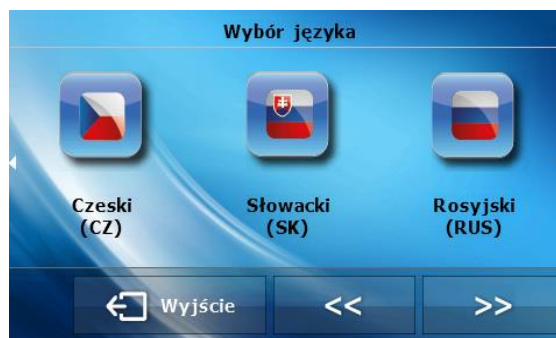 Wybór języka
Czeski
(CZ)
Słowacki
(SK)
Rosyjski
(RUS)
Wyjście
<<
>>